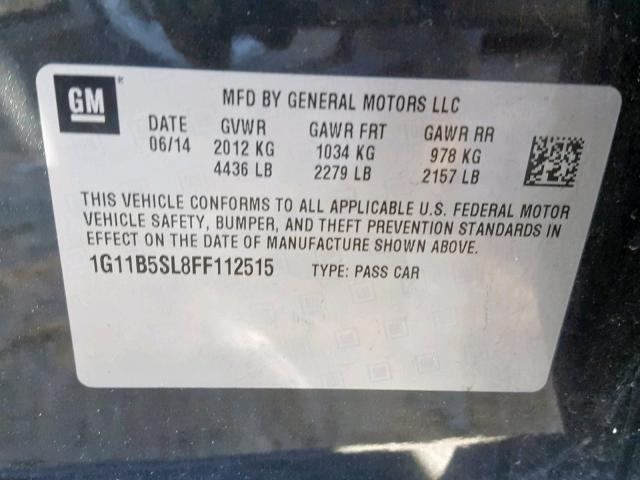 GM ®
MFD BY GENERAL MOTORS LLC
DATE GVWR GAWR FRT GAWR RR
06/14 2012 KG 1034 KG 978 KG
4436 LB 2279 LB 2157 LB
THIS VEHICLE CONFORMS TO ALL APPLICABLE U.S. FEDERAL MOTOR
VEHICLE SAFETY, BUMPER, AND THEFT PREVENTION STANDARDS IN
EFFECT ON THE DATE OF MANUFACTURE SHOWN ABOVE.
1G11B5SL8FF112515 TYPE: PASS CAR